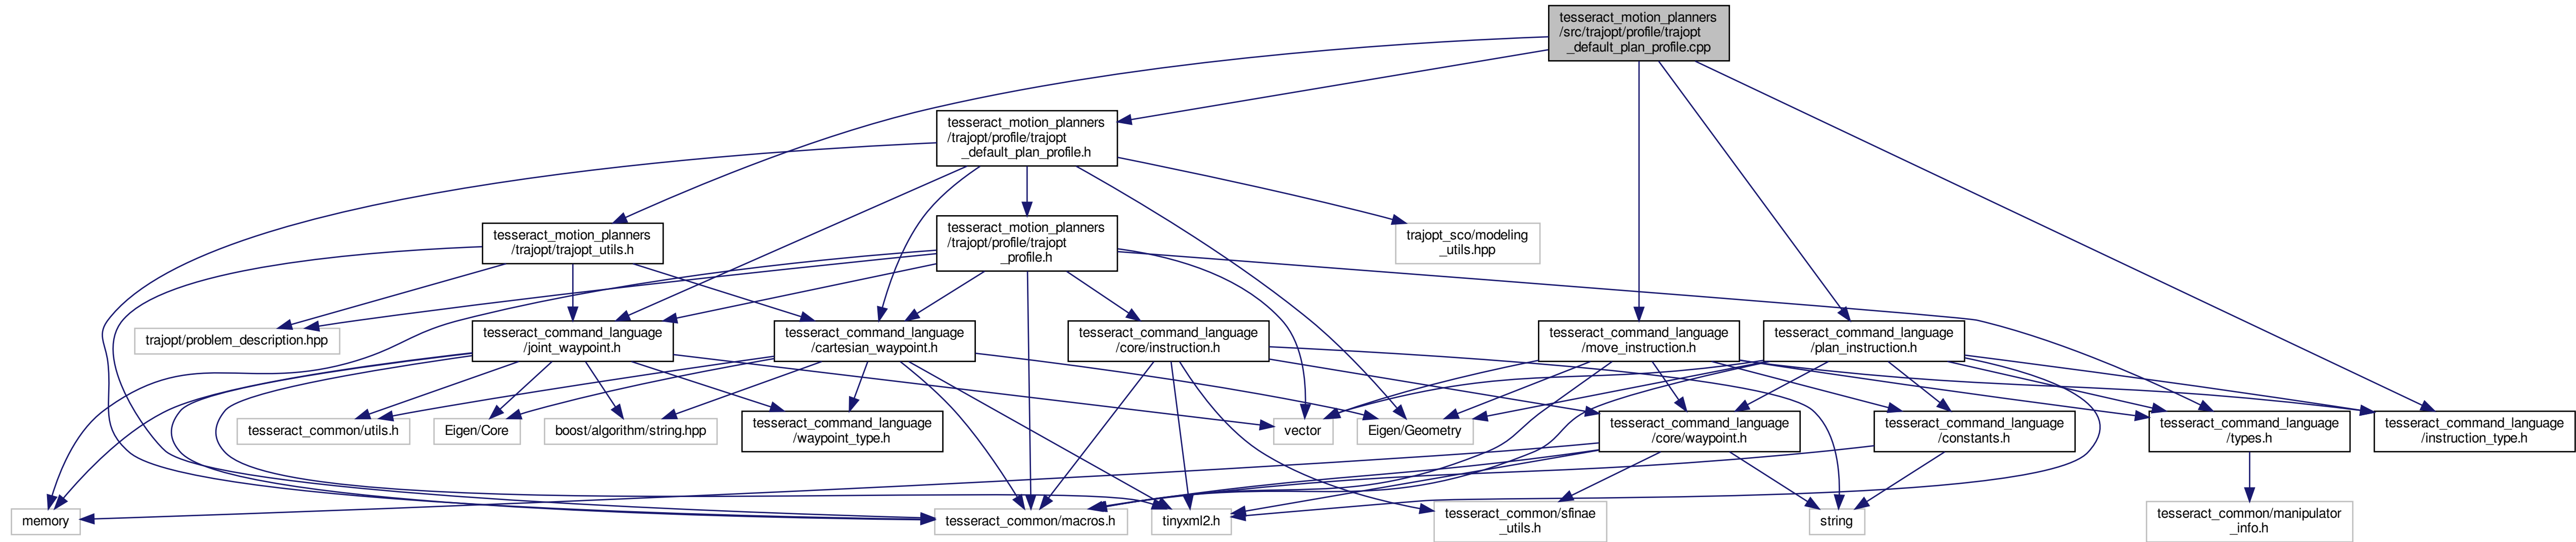 tesseract_motion_planners
/src/trajopt/profile/trajopt
_default_plan_profile.cpp
tesseract_motion_planners
/trajopt/profile/trajopt
_default_plan_profile.h
tesseract_motion_planners
/trajopt/trajopt_utils.h
tesseract_motion_planners
/trajopt/profile/trajopt
_profile.h
trajopt_sco/modeling
_utils.hpp
trajopt/problem_description.hpp
tesseract_command_language
/joint_waypoint.h
tesseract_command_language
/cartesian_waypoint.h
tesseract_command_language
/core/instruction.h
tesseract_command_language
/move_instruction.h
tesseract_command_language
/plan_instruction.h
tesseract_common/utils.h
Eigen/Core
boost/algorithm/string.hpp
tesseract_command_language
/waypoint_type.h
vector
Eigen/Geometry
tesseract_command_language
/core/waypoint.h
tesseract_command_language
/constants.h
tesseract_command_language
/types.h
tesseract_command_language
/instruction_type.h
memory
tesseract_common/macros.h
tinyxml2.h
tesseract_common/sfinae
_utils.h
string
tesseract_common/manipulator
_info.h